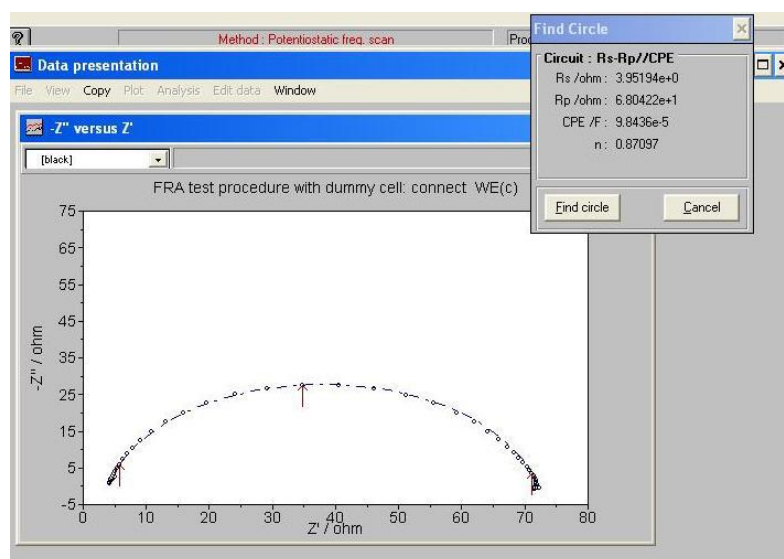 Method : Potentiostatic freq. scan
Find Circle
Circuit : Rs-Rp//CPE
Rs /ohm : 3.95194e+0
Rp /ohm : 6.80422e+1
CPE /F : 9.8436e-5
n : 0.87097
Find circle
Cancel
Data presentation
File View Copy Plot Analysis Edit data Window
-Z" versus Z'
[black]
FRA test procedure with dummy cell: connect WE(c)
75
65
55
45
35
25
15
5
-5
-Z" / ohm
0 10 20 30 40 50 60 70 80
Z' / ohm